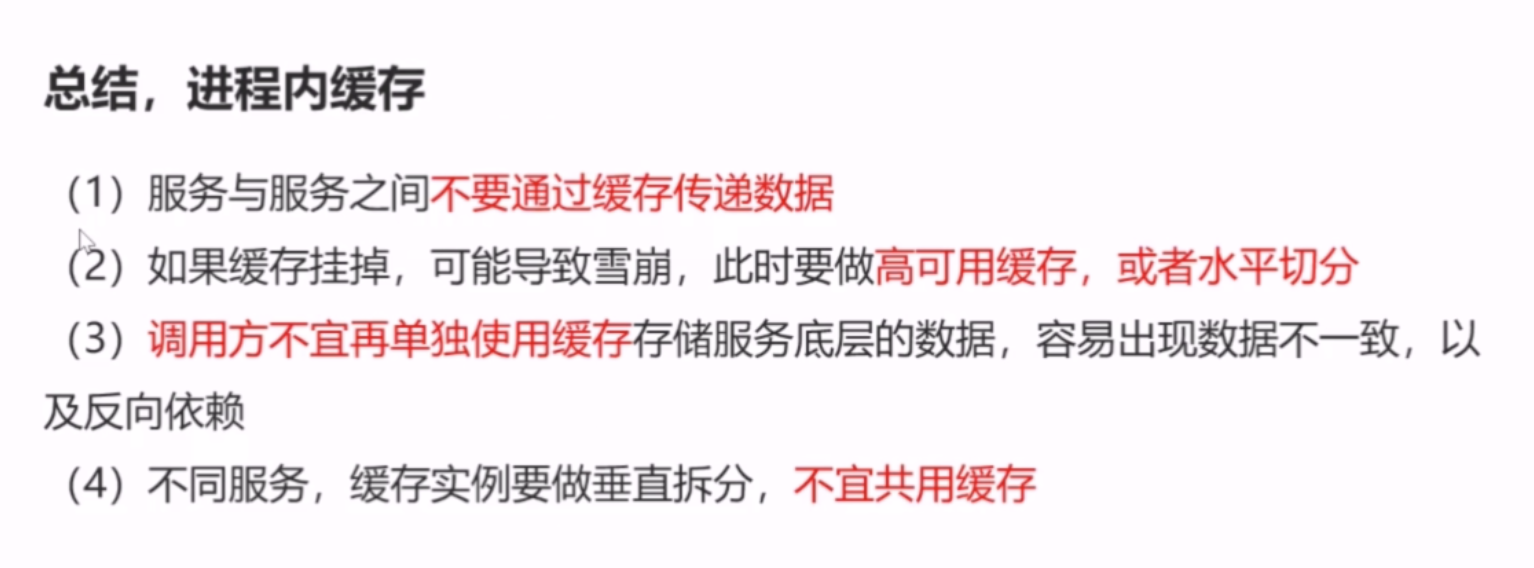 总结，进程内缓存
（1）服务与服务之间不要通过缓存传递数据
（2）如果缓存挂掉，可能导致雪崩，此时要做高可用缓存，或者水平切分
（3）调用方不宜再单独使用缓存存储服务底层的数据，容易出现数据不一致，以
及反向依赖
（4）不同服务，缓存实例要做垂直拆分，不宜共用缓存